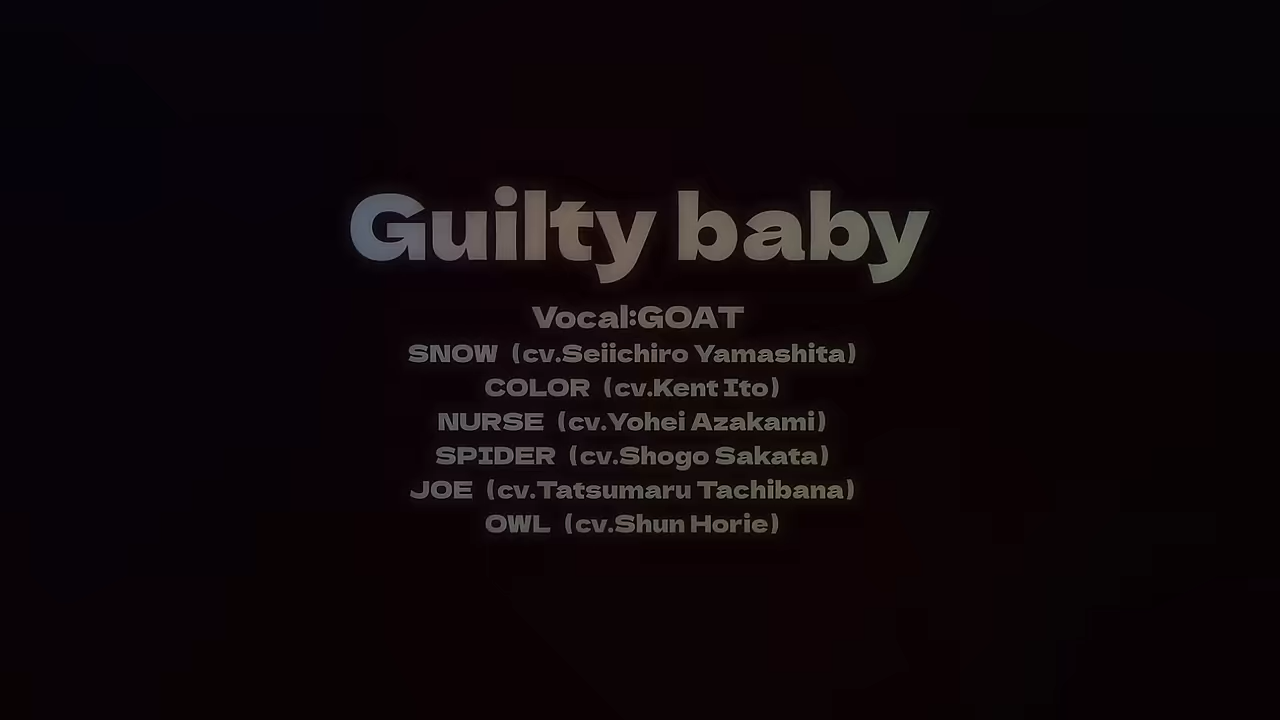 Guilty baby
Vocal:GOAT
SNOW (cv.Seiichiro Yamashita)
COLOR (cv.Kent Ito)
NURSE (cv.Yohei Azakami)
SPIDER (cv.Shogo Sakata)
JOE (cv.Tatsumaru Tachibana)
OWL (cv.Shun Horie)